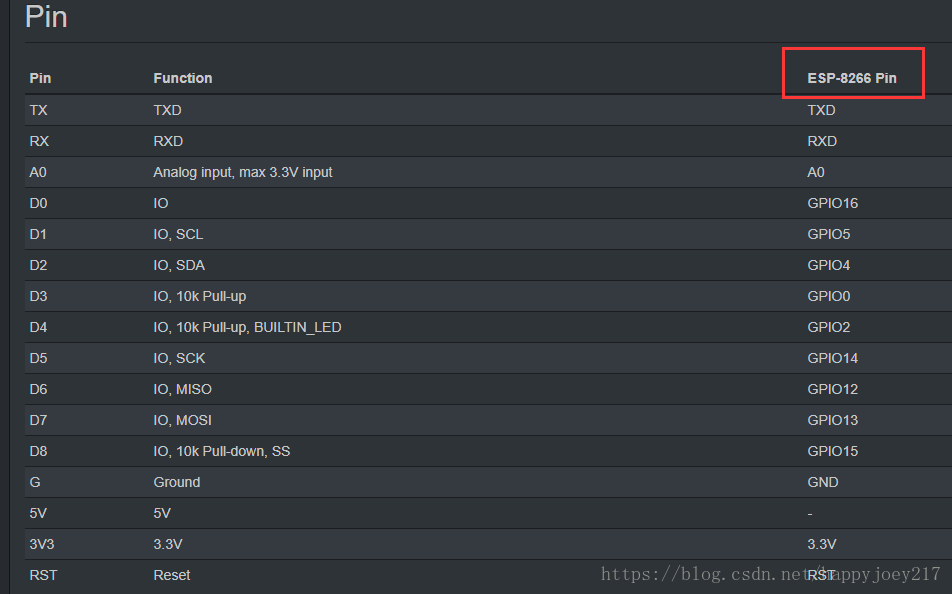 Pin
Pin Function ESP-8266 Pin
TX TXD TXD
RX RXD RXD
A0 Analog input, max 3.3V input A0
D0 IO GPIO16
D1 IO, SCL GPIO5
D2 IO, SDA GPIO4
D3 IO, 10k Pull-up GPIO0
D4 IO, 10k Pull-up, BUILTIN_LED GPIO2
D5 IO, SCK GPIO14
D6 IO, MISO GPIO12
D7 IO, MOSI GPIO13
D8 IO, 10k Pull-down, SS GPIO15
G Ground GND
5V 5V -
3V3 3.3V 3.3V
RST Reset RST
https://blog.csdn.net/happyjoey217